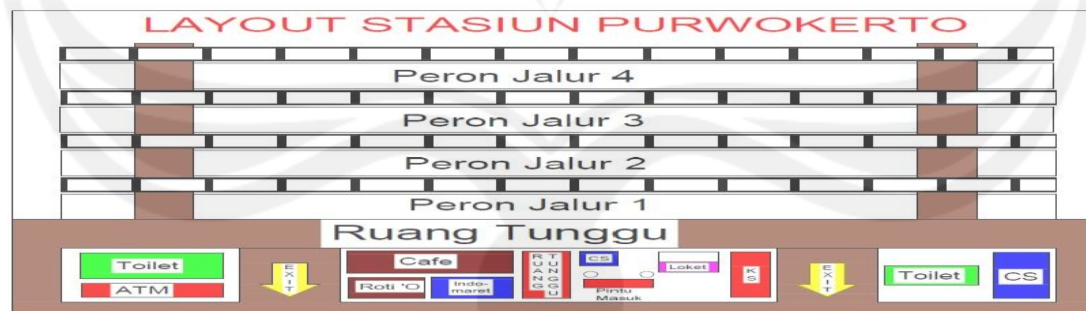 LAYOUT STASIUN PURWOKERTO
Peron Jalur 4
Peron Jalur 3
Peron Jalur 2
Peron Jalur 1
Ruang Tunggu
Toilet
ATM
EXIT
Cafe
Roti 'O
Indo-
maret
RUANG
TUNGGU
CS
Pintu
Masuk
Loket
KS
EXIT
Toilet
CS